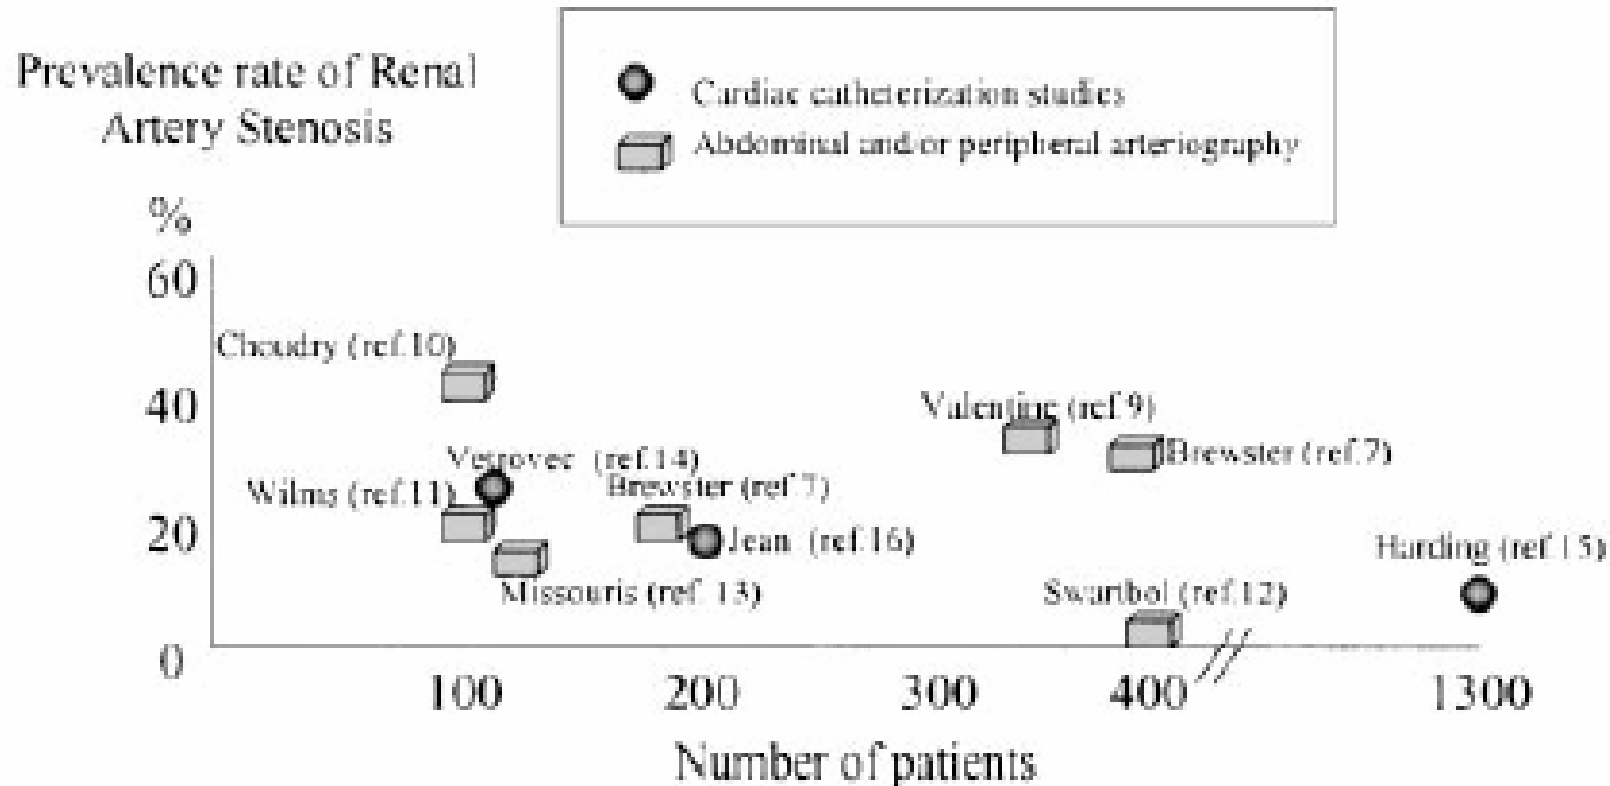 Prevalence rate of Renal
Artery Stenosis
Cardiac catheterization studies
Abdominal and/or peripheral arteriography
%
60
Choudry (ref.10)
40
Valentine (ref 9)
Vetrovec (ref.14)
Brewster (ref.7)
Wilms (ref.11)
Brewster (ref 7)
20
Jean (ref.16)
Harding (ref 15)
Missouris (ref. 13)
Swartbol (ref.12)
0
100
200
300
400
1300
Number of patients